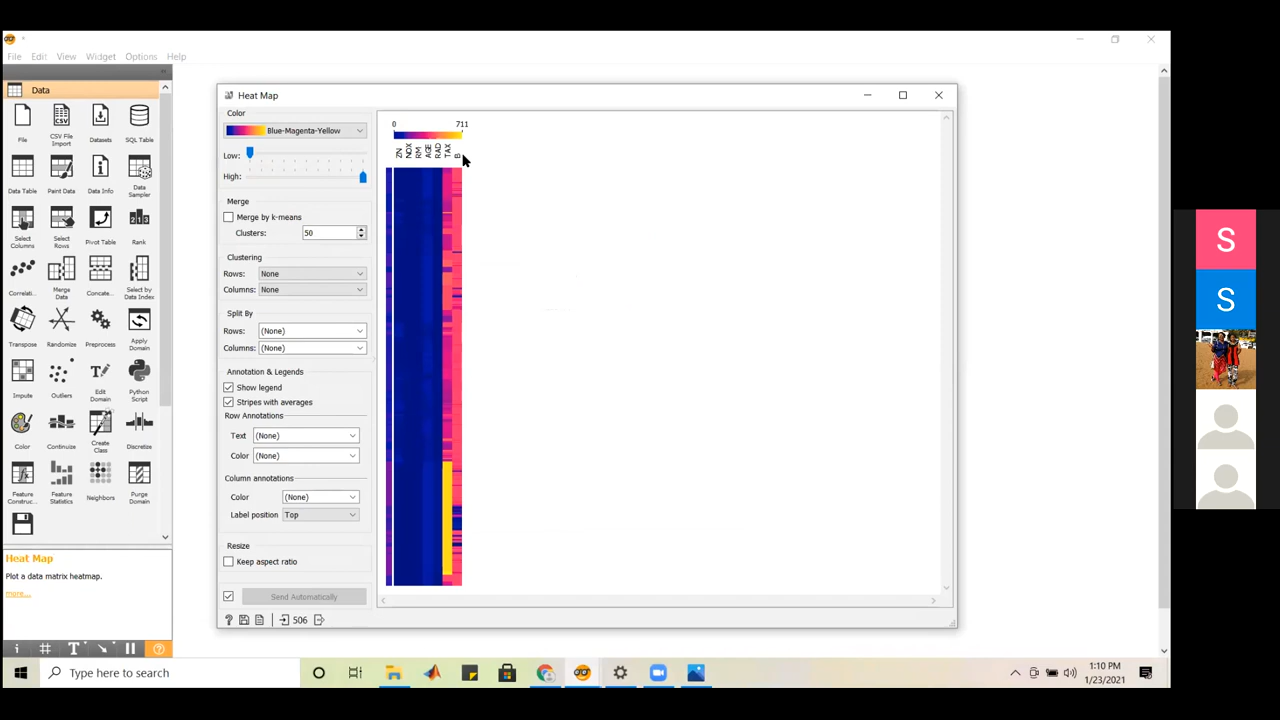 File Edit View Widget Options Help
Data
File
CSV File Import
Datasets
SQL Table
Data Table
Paint Data
Data Info
Data Sampler
Select Columns
Select Rows
Pivot Table
Rank
Correlati...
Merge Data
Concate...
Select by Data Index
Transpose
Randomize
Preprocess
Apply Domain
Impute
Outliers
Edit Domain
Python Script
Color
Continuize
Create Class
Discretize
Feature Construc...
Feature Statistics
Neighbors
Purge Domain
Heat Map
Plot a data matrix heatmap.
more...
Heat Map
Color
Blue-Magenta-Yellow
Low:
High:
Merge
Merge by k-means
Clusters: 50
Clustering
Rows: None
Columns: None
Split By
Rows: (None)
Columns: (None)
Annotation & Legends
Show legend
Stripes with averages
Row Annotations
Text (None)
Color (None)
Column annotations
Color (None)
Label position Top
Resize
Keep aspect ratio
Send Automatically
506
0 711
ZN NOX RM AGE RAD TAX B
S
S
Type here to search
1:10 PM
1/23/2021